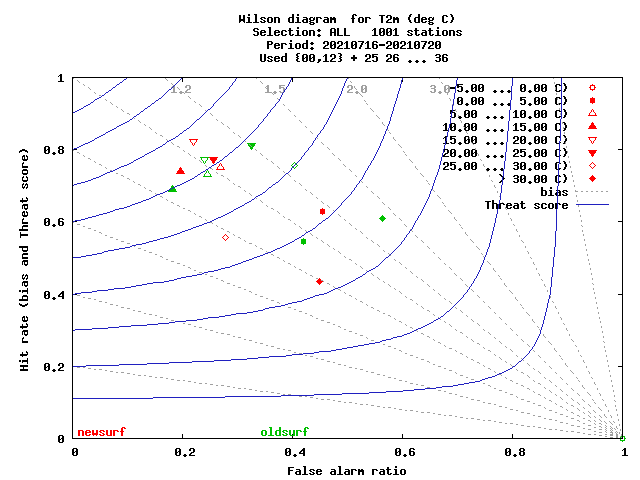 Wilson diagram  for T2m (deg C)
Selection: ALL   1001 stations
Period: 20210716-20210720
Used {00,12} + 25 26 ... 36
1.2 1.5 2.0 3.0
-5.00 ... 0.00 C)
0.00 ... 5.00 C)
5.00 ... 10.00 C)
10.00 ... 15.00 C)
15.00 ... 20.00 C)
20.00 ... 25.00 C)
25.00 ... 30.00 C)
> 30.00 C)
bias
Threat score
Hit rate (bias and Threat score)
1
0.8
0.6
0.4
0.2
0
newsurf
oldsurf
0 0.2 0.4 0.6 0.8 1
False alarm ratio